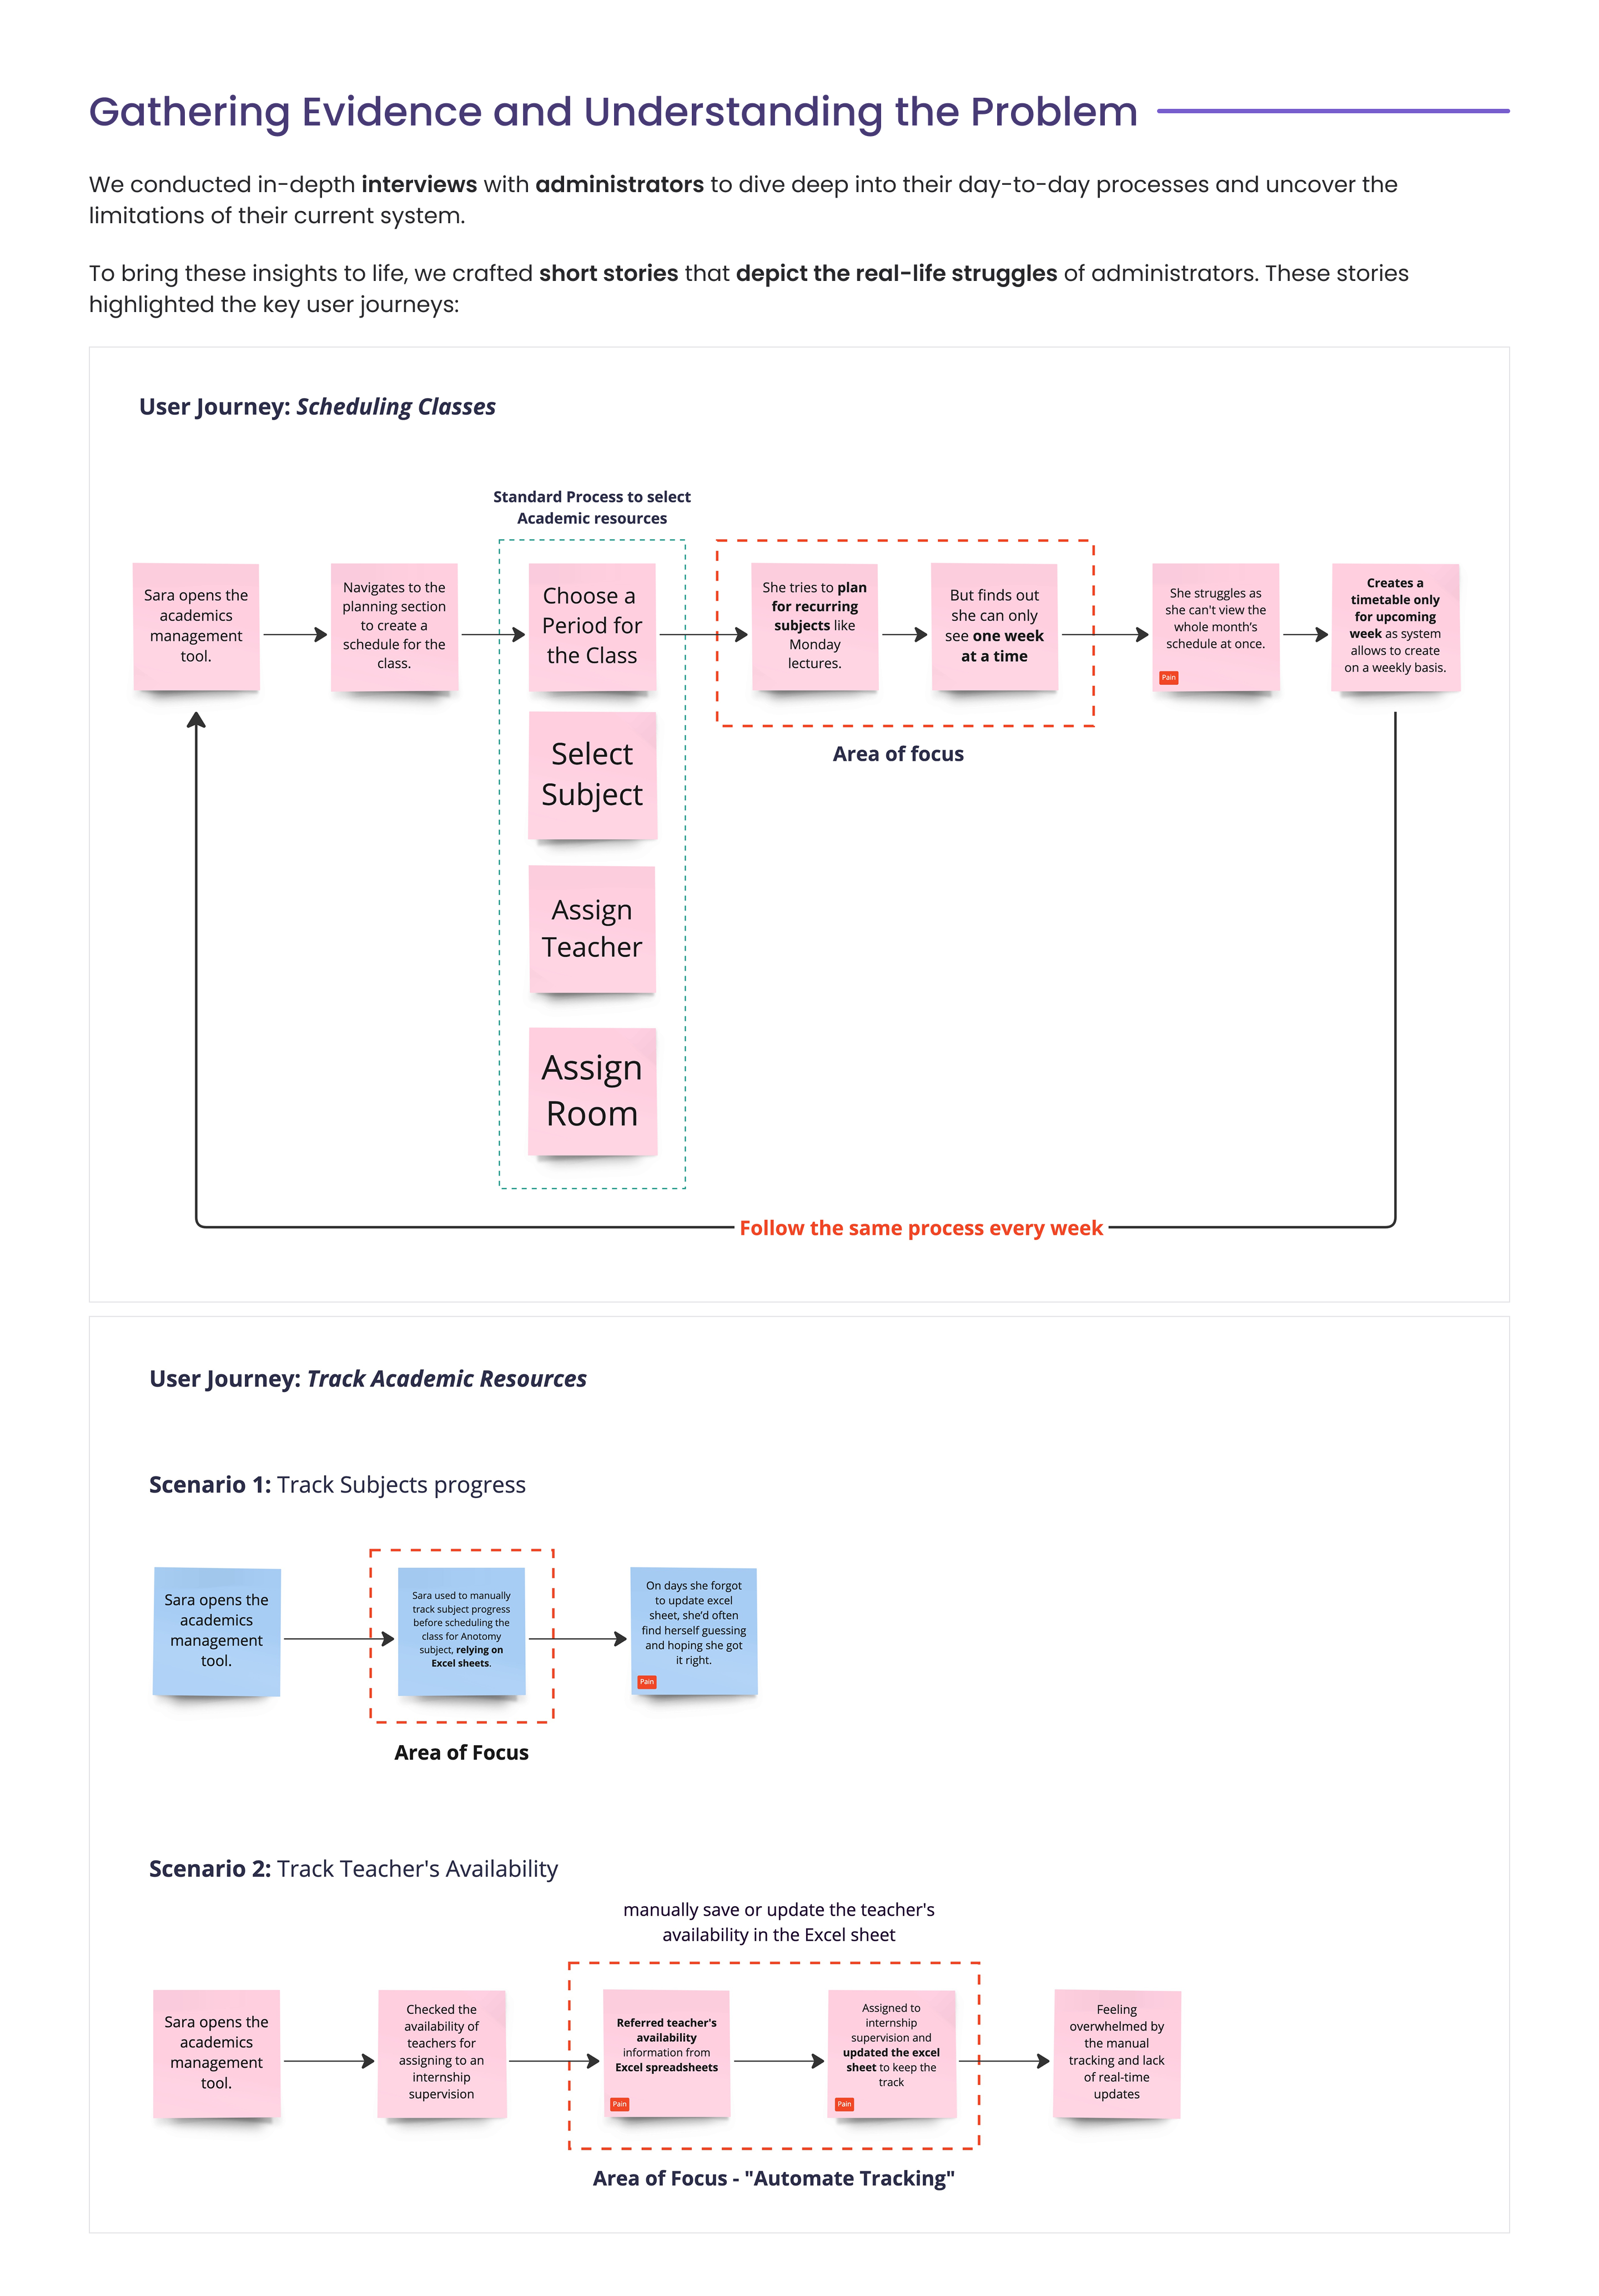 Gathering Evidence and Understanding the Problem
We conducted in-depth interviews with administrators to dive deep into their day-to-day processes and uncover the
limitations of their current system.
To bring these insights to life, we crafted short stories that depict the real-life struggles of administrators. These stories
highlighted the key user journeys:
User Journey: Scheduling Classes
Standard Process to select
Academic resources
Sara opens the
academics
management
tool.
Navigates to the
planning section
to create a
schedule for the
class.
Choose a
Period for
the Class
Select
Subject
Assign
Teacher
Assign
Room
She tries to plan
for recurring
subjects like
Monday
lectures.
But finds out
she can only
see one week
at a time
Area of focus
She struggles as
she can't view the
whole month's
schedule at once.
Pain
Creates a
timetable only
for upcoming
week as system
allows to create
on a weekly basis.
Follow the same process every week
User Journey: Track Academic Resources
Scenario 1: Track Subjects progress
Sara opens the
academics
management
tool.
Sara used to manually
track subject progress
before scheduling the
class for Anotomy
subject, relying on
Excel sheets.
Area of Focus
On days she forgot
to update excel
sheet, she'd often
find herself guessing
and hoping she got
it right.
Pain
Scenario 2: Track Teacher's Availability
manually save or update the teacher's
availability in the Excel sheet
Sara opens the
academics
management
tool.
Checked the
availability of
teachers for
assigning to an
internship
supervision
Referred teacher's
availability
information from
Excel spreadsheets
Pain
Assigned to
internship
supervision and
updated the excel
sheet to keep the
track
Pain
Feeling
overwhelmed by
the manual
tracking and lack
of real-time
updates
Area of Focus - "Automate Tracking"